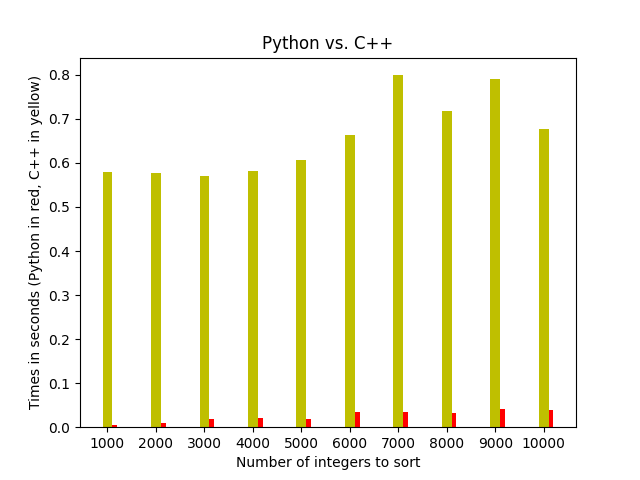 Python vs. C++
Times in seconds (Python in red, C++ in yellow)
0.8
0.7
0.6
0.5
0.4
0.3
0.2
0.1
0.0
1000 2000 3000 4000 5000 6000 7000 8000 9000 10000
Number of integers to sort